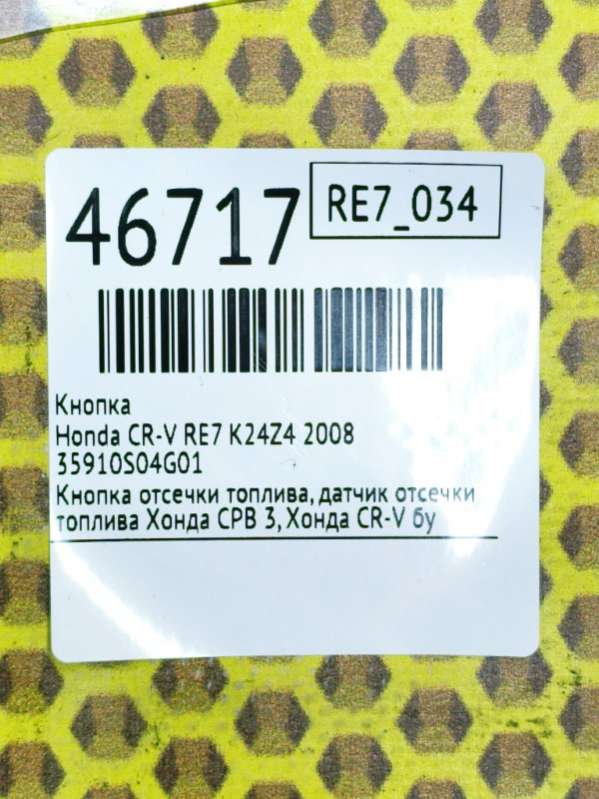 46717
RE7_034
Кнопка
Honda CR-V RE7 K24Z4 2008
35910S04G01
Кнопка отсечки топлива, датчик отсечки
топлива Хонда СРВ 3, Хонда CR-V бу